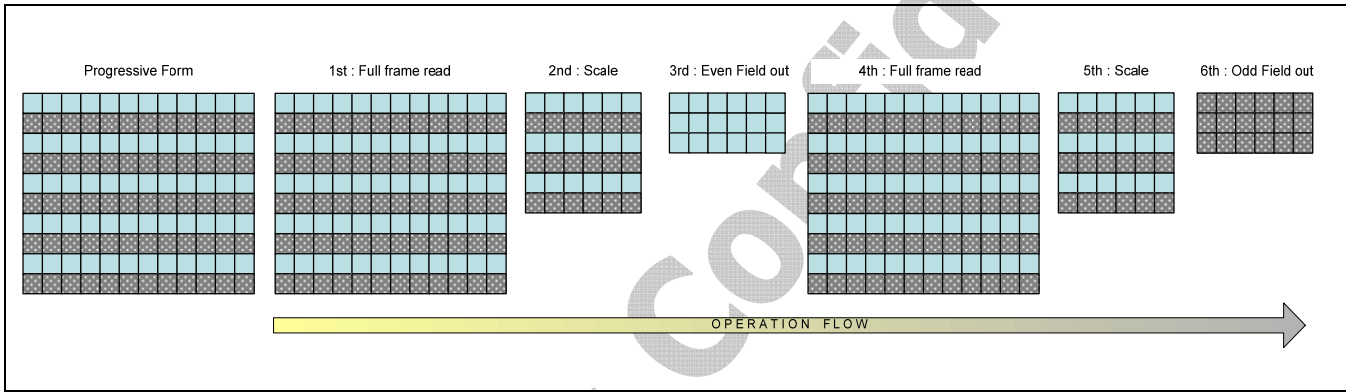 Progressive Form
1st : Full frame read
2nd : Scale
3rd : Even Field out
4th : Full frame read
5th : Scale
6th : Odd Field out
OPERATION FLOW
Confid